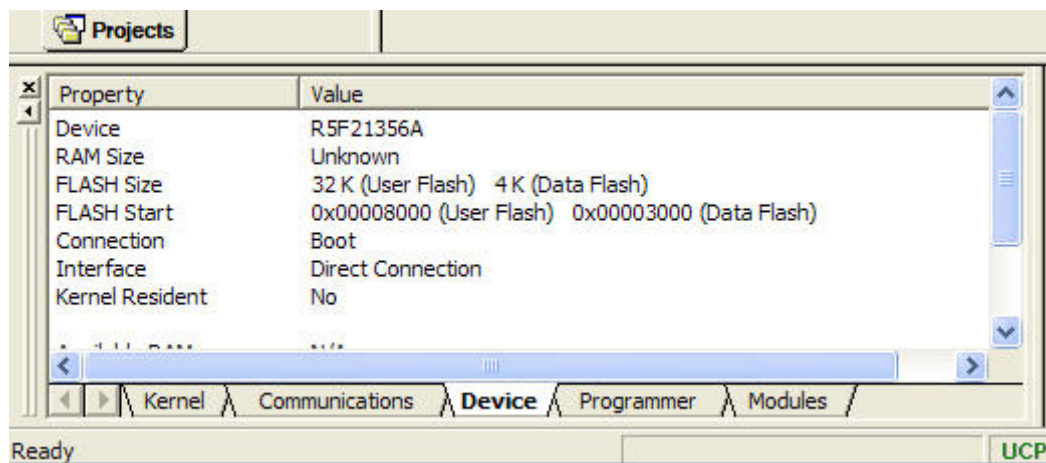 Projects
Property Value
Device R5F21356A
RAM Size Unknown
FLASH Size 32 K (User Flash) 4 K (Data Flash)
FLASH Start 0x00008000 (User Flash) 0x00003000 (Data Flash)
Connection Boot
Interface Direct Connection
Kernel Resident No
Available RAM N/A
Kernel Communications Device Programmer Modules
Ready UCP